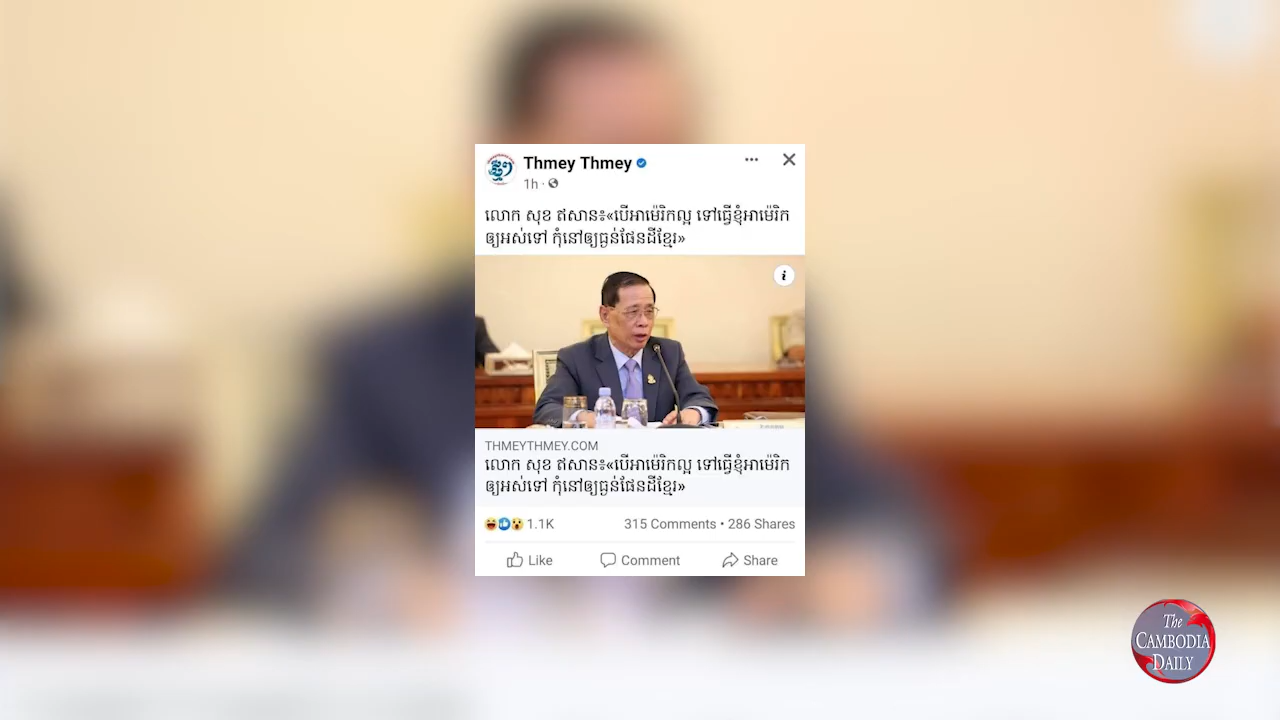 Thmey Thmey
1h
លោក សុខ ឥសាន៖«បើអាម៉េរិកល្អ ទៅធ្វើខ្ញុំអាម៉េរិក
ឲ្យអស់ទៅ កុំនៅឲ្យធ្ងន់ផែនដីខ្មែរ»
THMEYTHMEY.COM
លោក សុខ ឥសាន៖«បើអាម៉េរិកល្អ ទៅធ្វើខ្ញុំអាម៉េរិក
ឲ្យអស់ទៅ កុំនៅឲ្យធ្ងន់ផែនដីខ្មែរ»
1.1K 315 Comments • 286 Shares
Like Comment Share
The
CAMBODIA
DAILY